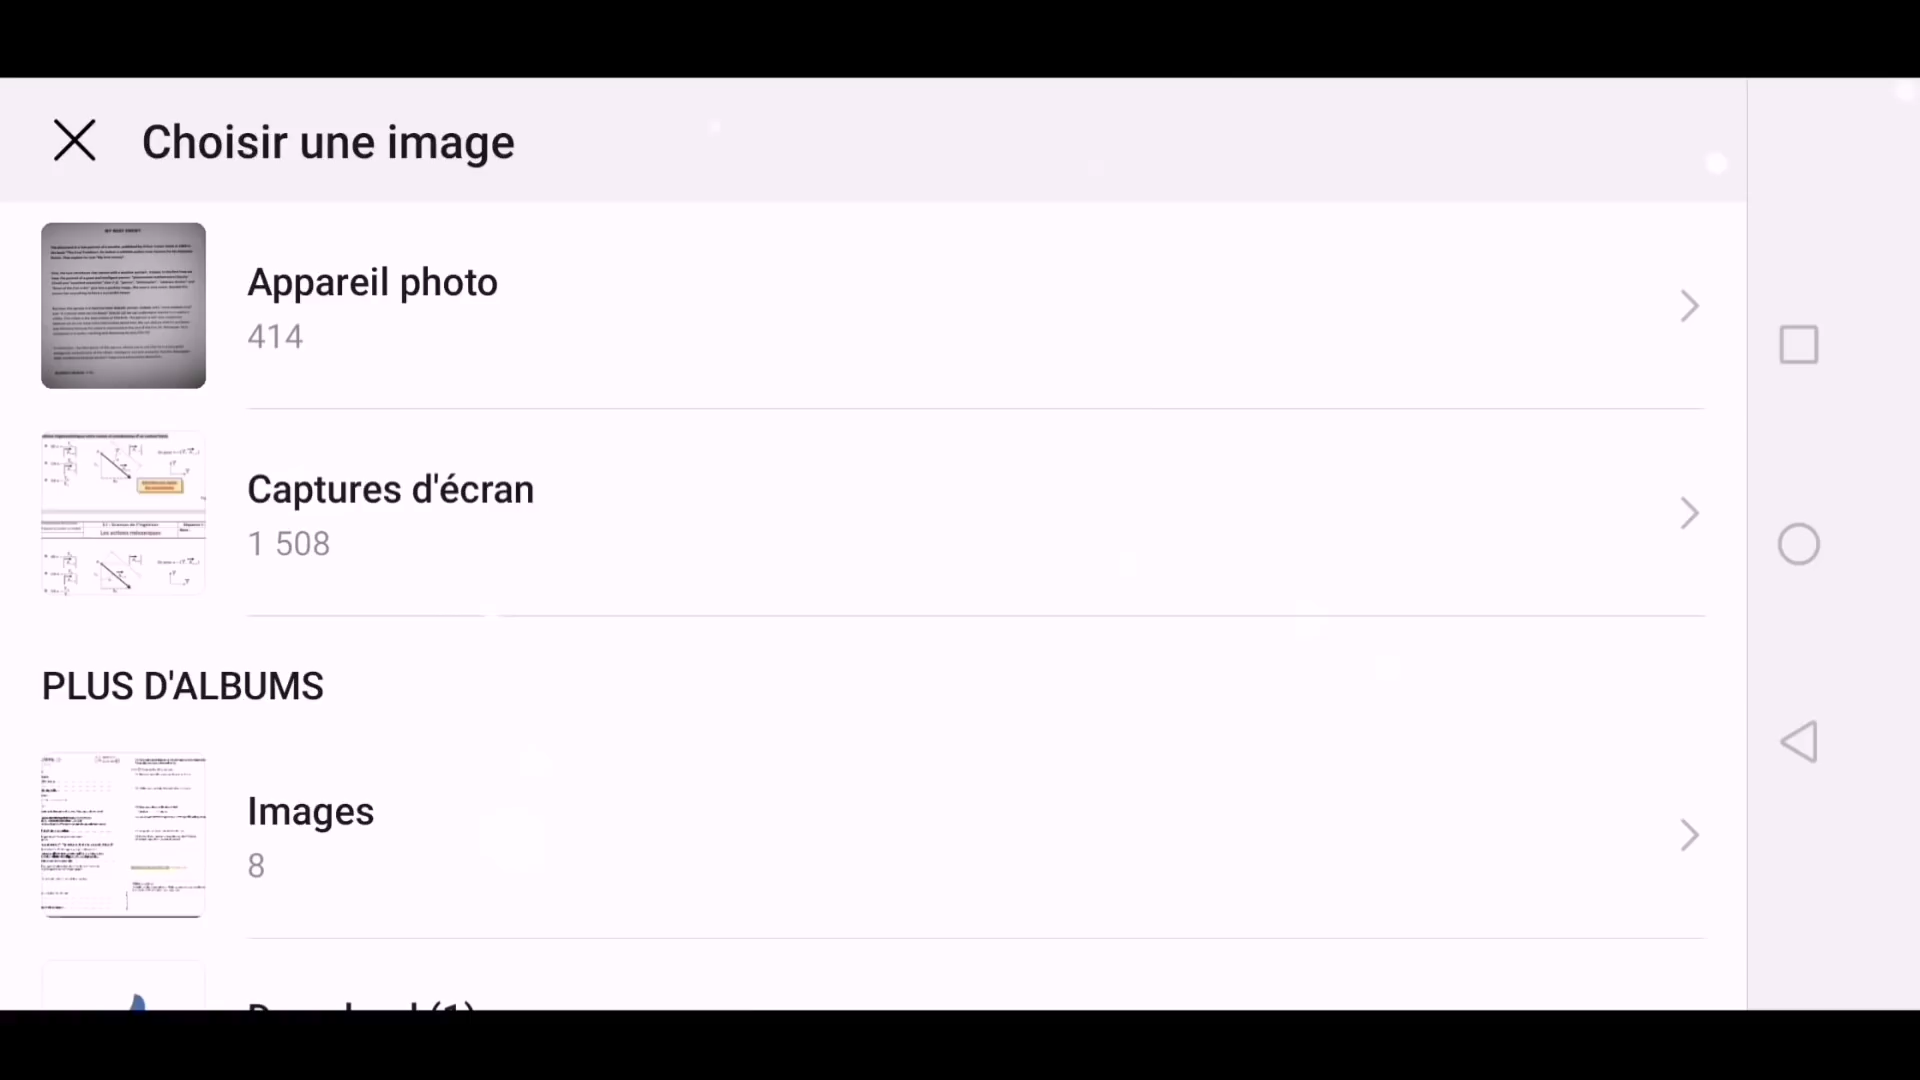 Choisir une image
Appareil photo
414
Captures d'écran
1 508
PLUS D'ALBUMS
Images
8